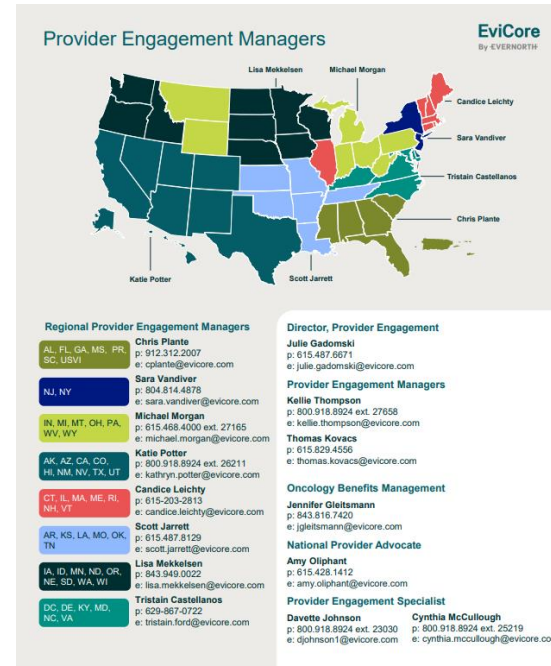 Provider Engagement Managers
EviCore
By EVERNORTH
Lisa Mekkelsen
Michael Morgan
Candice Leichty
Sara Vandiver
Tristain Castellanos
Chris Plante
Katie Potter
Scott Jarrett
Regional Provider Engagement Managers
AL, FL, GA, MS, PR,
SC, USVI
Chris Plante
p: 912.312.2007
e: cplante@evicore.com
NJ, NY
Sara Vandiver
p: 804.814.4878
e: sara.vandiver@evicore.com
IN, MI, MT, OH, PA,
WV, WY
Michael Morgan
p: 615.468.4000 ext. 27165
e: michael.morgan@evicore.com
AK, AZ, CA, CO,
HI, NM, NV, TX, UT
Katie Potter
p: 800.918.8924 ext. 26211
e: kathryn.potter@evicore.com
CT, IL, MA, ME, RI,
NH, VT
Candice Leichty
p: 615-203-2813
e: candice.leichty@evicore.com
AR, KS, LA, MO, OK,
TN
Scott Jarrett
p: 615.487.8129
e: scott.jarrett@evicore.com
IA, ID, MN, ND, OR,
NE, SD, WA, WI
Lisa Mekkelsen
p: 843.949.0022
e: lisa.mekkelsen@evicore.com
DC, DE, KY, MD,
NC, VA
Tristain Castellanos
p: 629-867-0722
e: tristain.ford@evicore.com
Director, Provider Engagement
Julie Gadomski
p: 615.487.6671
e: julie.gadomski@evicore.com
Provider Engagement Managers
Kellie Thompson
p: 800.918.8924 ext. 27658
e: kellie.thompson@evicore.com
Thomas Kovacs
p: 615.829.4556
e: thomas.kovacs@evicore.com
Oncology Benefits Management
Jennifer Gleitsmann
p: 843.816.7420
e: jgleitsmann@evicore.com
National Provider Advocate
Amy Oliphant
p: 615.428.1412
e: amy.oliphant@evicore.com
Provider Engagement Specialist
Davette Johnson
p: 800.918.8924 ext. 23030
e: djohnson1@evicore.com
Cynthia McCullough
p: 800.918.8924 ext. 25219
e: cynthia.mccullough@evicore.co